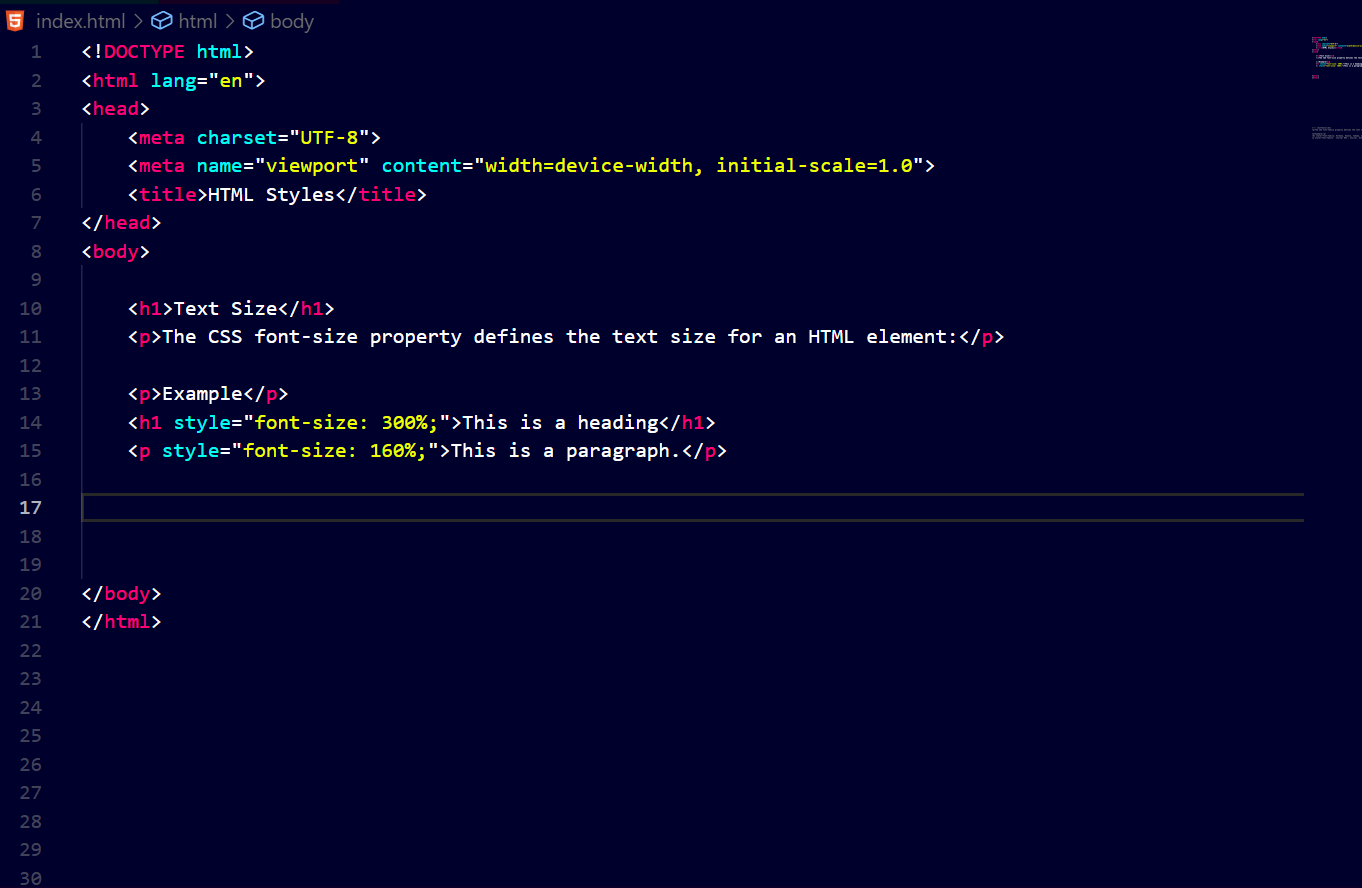 index.html > html > body
1 <!DOCTYPE html>
2 <html lang="en">
3 <head>
4     <meta charset="UTF-8">
5     <meta name="viewport" content="width=device-width, initial-scale=1.0">
6     <title>HTML Styles</title>
7 </head>
8 <body>
9
10     <h1>Text Size</h1>
11     <p>The CSS font-size property defines the text size for an HTML element:</p>
12
13     <p>Example</p>
14     <h1 style="font-size: 300%;">This is a heading</h1>
15     <p style="font-size: 160%;">This is a paragraph.</p>
16
17
18
19
20 </body>
21 </html>
22
23
24
25
26
27
28
29
30